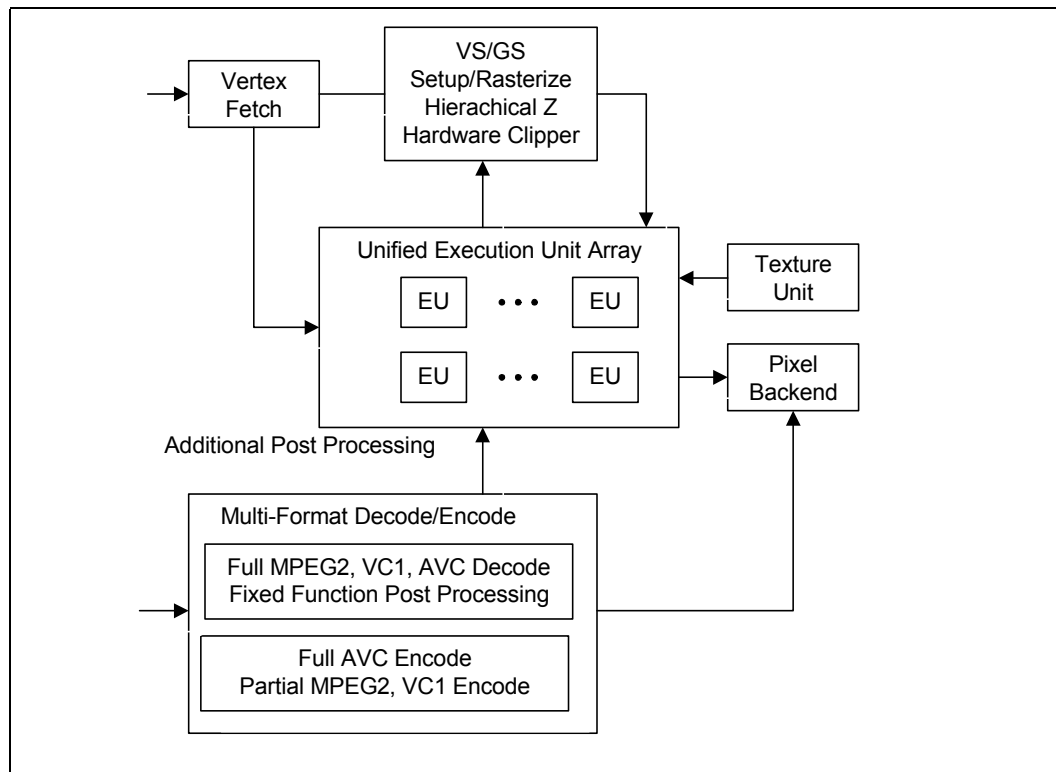 Vertex
Fetch
VS/GS
Setup/Rasterize
Hierachical Z
Hardware Clipper
Unified Execution Unit Array
EU • • • EU
EU • • • EU
Texture
Unit
Pixel
Backend
Additional Post Processing
Multi-Format Decode/Encode
Full MPEG2, VC1, AVC Decode
Fixed Function Post Processing
Full AVC Encode
Partial MPEG2, VC1 Encode